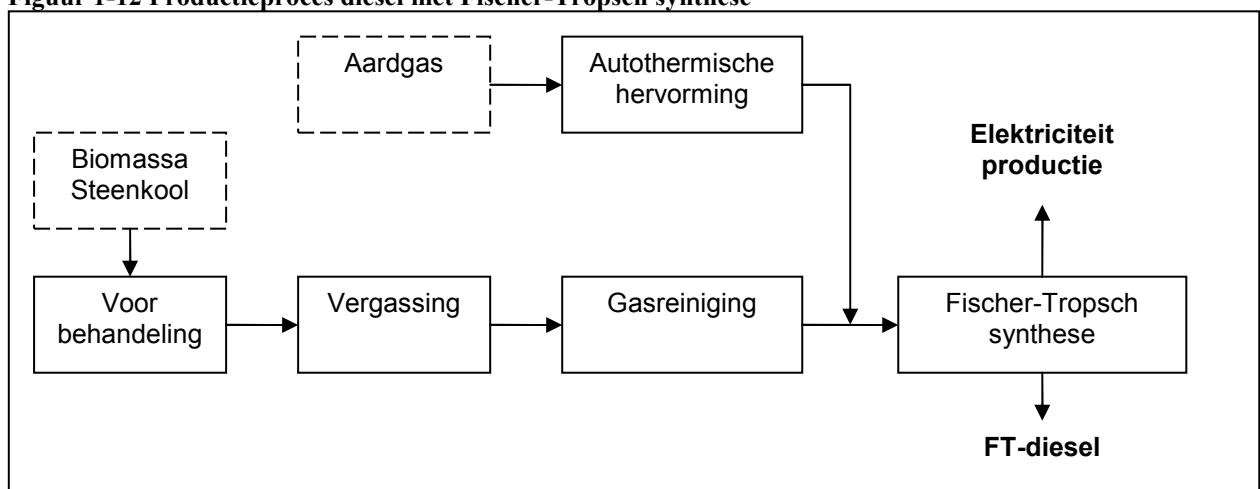 Figuur 1-12 Productieproces diesel met Fischer-Tropsch synthese
Aardgas
Autothermische
hervorming
Elektriciteit
productie
Biomassa
Steenkool
Voor
behandeling
Vergassing
Gasreiniging
Fischer-Tropsch
synthese
FT-diesel